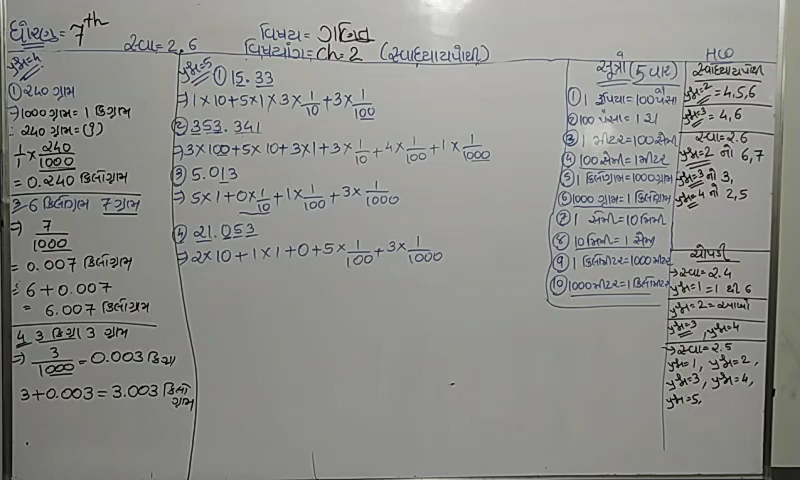 ધોરણ = 7th
વિષય = ગણિત
સ્વા = 2.6
વિષયાંગ = Ch = 2 (સ્વાધ્યાયપોથી)
પ્રશ્ન = 4
① 240 ગ્રામ
→ 1000 ગ્રામ = 1 કિગ્રામ
∴ 240 ગ્રામ = (?)
1/1 × 240/1000
= 0.240 કિલોગ્રામ
3 - 6 કિલોગ્રામ 7 ગ્રામ
⇒ 7/1000
= 0.007 કિલોગ્રામ
∴ 6 + 0.007
= 6.007 કિલોગ્રામ
4 3 કિગ્રા 3 ગ્રામ
⇒ 3/1000 = 0.003 કિગ્રા
3 + 0.003 = 3.003 કિલોગ્રામ
પ્રશ્ન = 5
① 15.33
⇒ 1 × 10 + 5 × 1 × 3 × 1/10 + 3 × 1/100
② 353.341
⇒ 3 × 100 + 5 × 10 + 3 × 1 + 3 × 1/10 + 4 × 1/100 + 1 × 1/1000
③ 5.013
⇒ 5 × 1 + 0 × 1/10 + 1 × 1/100 + 3 × 1/1000
21.053
⇒ 2 × 10 + 1 × 1 + 0 + 5 × 1/100 + 3 × 1/1000
સૂત્રો (5 વાર)
① 1 રૂપિયા = 100 પૈસા
② 100 પૈસા = 1 રૂ
③ 1 મીટર = 100 સેમી
④ 100 સેમી = 1 મીટર
⑤ 1 કિલોગ્રામ = 1000 ગ્રામ
⑥ 1000 ગ્રામ = 1 કિલોગ્રામ
⑦ 1 સેમી = 10 મિમી
⑧ 10 મિમી = 1 સેમી
⑨ 1 કિલોમીટર = 1000 મીટર
⑩ 1000 મીટર = 1 કિલોમીટર
HW
સ્વાધ્યાયપોથી
પ્રશ્ન = 2 = 4, 5, 6
પ્રશ્ન = 3 = 4, 6
સ્વા = 2.6
પ્રશ્ન = 2 નો 6, 7
પ્રશ્ન = 3 નો 3,
પ્રશ્ન = 4 નો 2, 5
ચોપડી
→ સ્વા = 2.4
પ્રશ્ન = 1 = 1 થી 6
પ્રશ્ન = 2 = આખો
પ્રશ્ન = 3, પ્રશ્ન = 4
→ સ્વા = 2.5
પ્રશ્ન = 1, પ્રશ્ન = 2,
પ્રશ્ન = 3, પ્રશ્ન = 4,
પ્રશ્ન = 5,